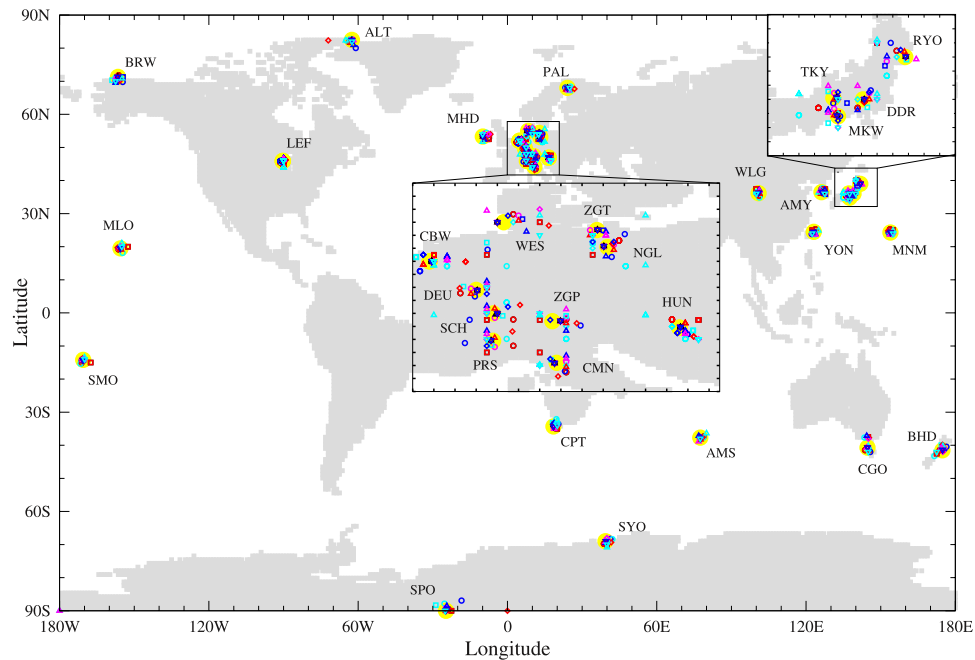 90N
ALT
BRW
RYO
TKY
PAL
60N
DDR
MHD
MKW
LEF
WLG
AMY
30N
MLO
ZGT
CBW
WES
YON
MNM
NGL
DEU
ZGP
HUN
0
SCH
PRS
CMN
SMO
30S
CPT
AMS
BHD
CGO
60S
SYO
SPO
90S
180W
120W
60W
0
60E
120E
180E
Longitude
Latitude